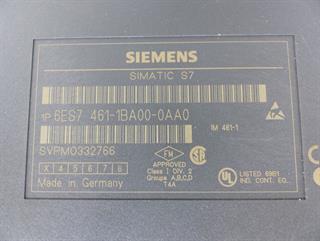 SIEMENS
SIMATIC S7
1P 6ES7 461-1BA00-0AA0
1M 461-1
SVPM0332766
X 4 5 6 7 8
Made in Germany
FM
APPROVED
Class I DIV. 2
Groups A,B,C,D
T4A
UL
LISTED 69B1
IND. CONT. EQ.